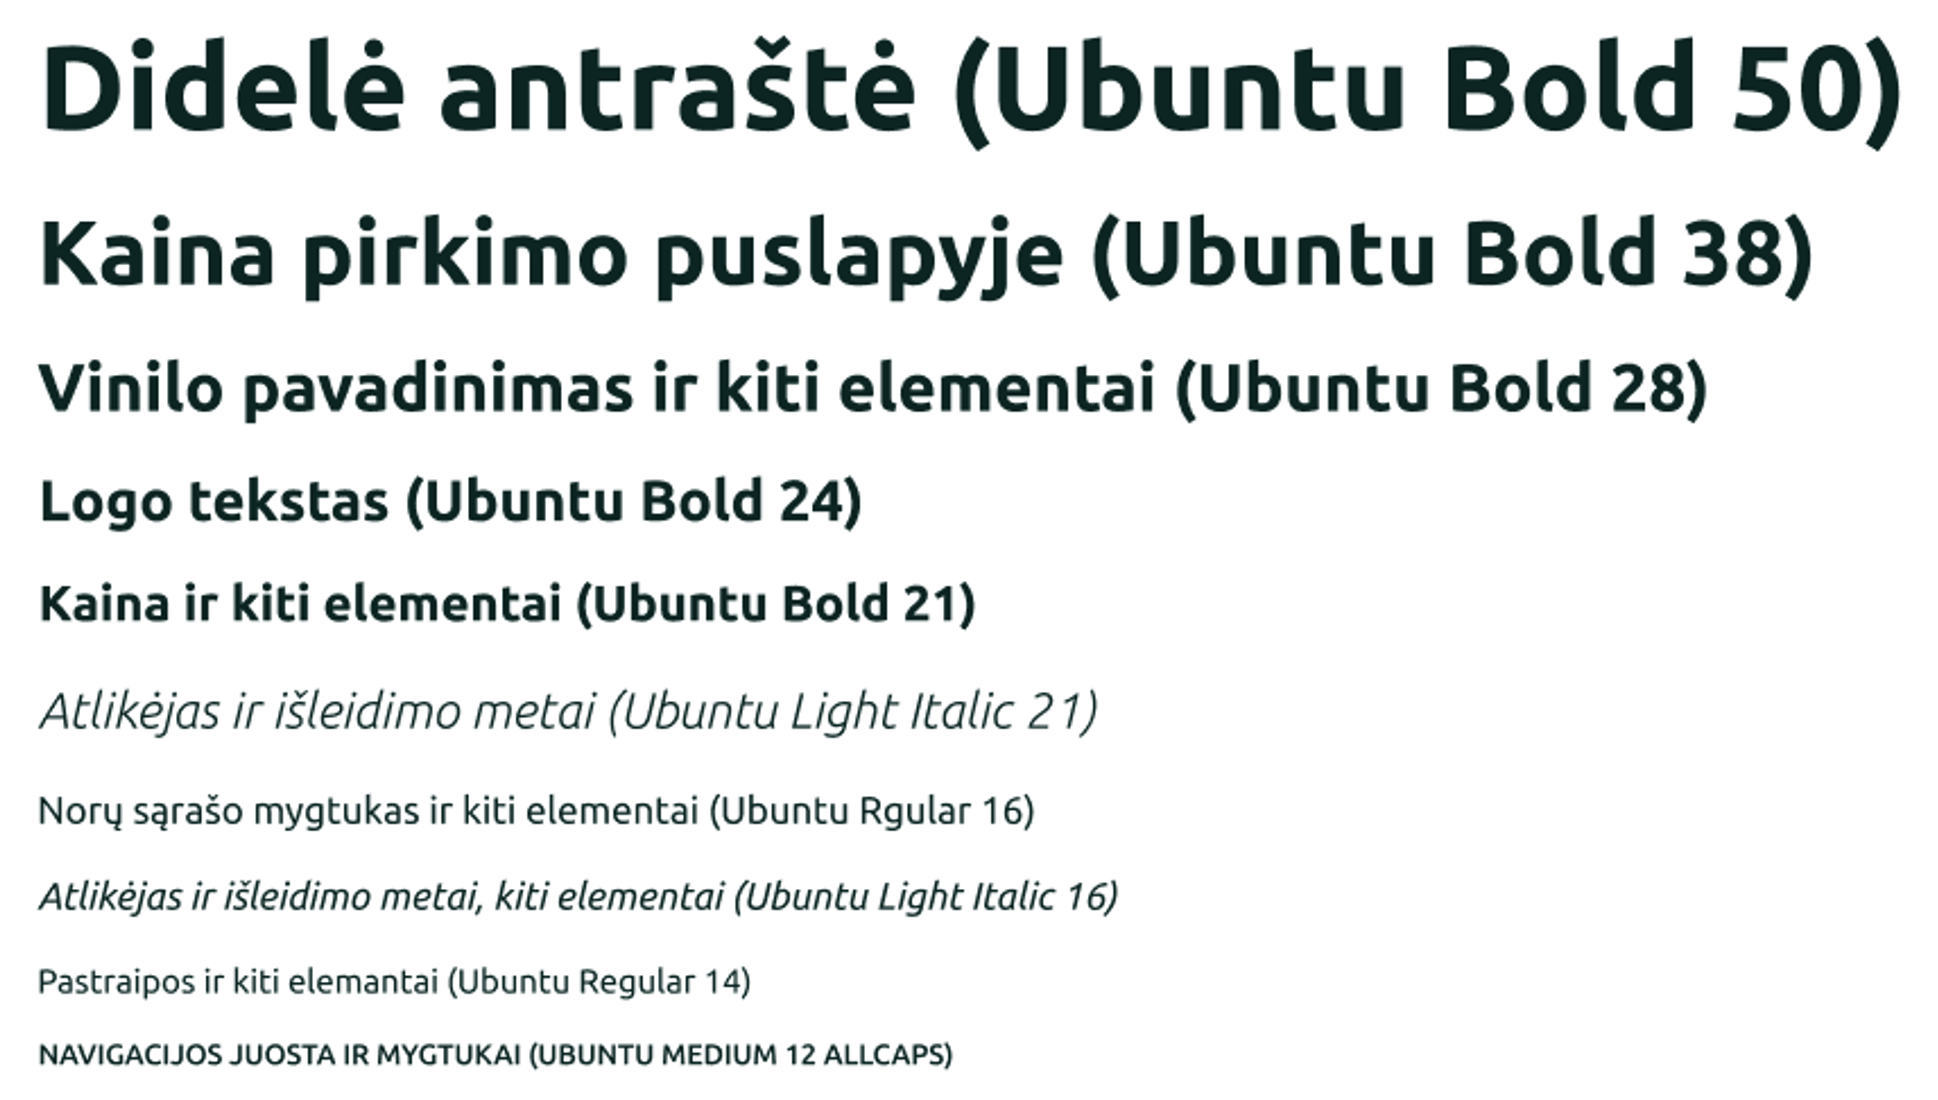 Didelė antraštė (Ubuntu Bold 50)
Kaina pirkimo puslapyje (Ubuntu Bold 38)
Vinilo pavadinimas ir kiti elementai (Ubuntu Bold 28)
Logo tekstas (Ubuntu Bold 24)
Kaina ir kiti elementai (Ubuntu Bold 21)
Atlikėjas ir išleidimo metai (Ubuntu Light Italic 21)
Norų sąrašo mygtukas ir kiti elementai (Ubuntu Rgular 16)
Atlikėjas ir išleidimo metai, kiti elementai (Ubuntu Light Italic 16)
Pastraipos ir kiti elemantai (Ubuntu Regular 14)
NAVIGACIJOS JUOSTA IR MYGTUKAI (UBUNTU MEDIUM 12 ALLCAPS)